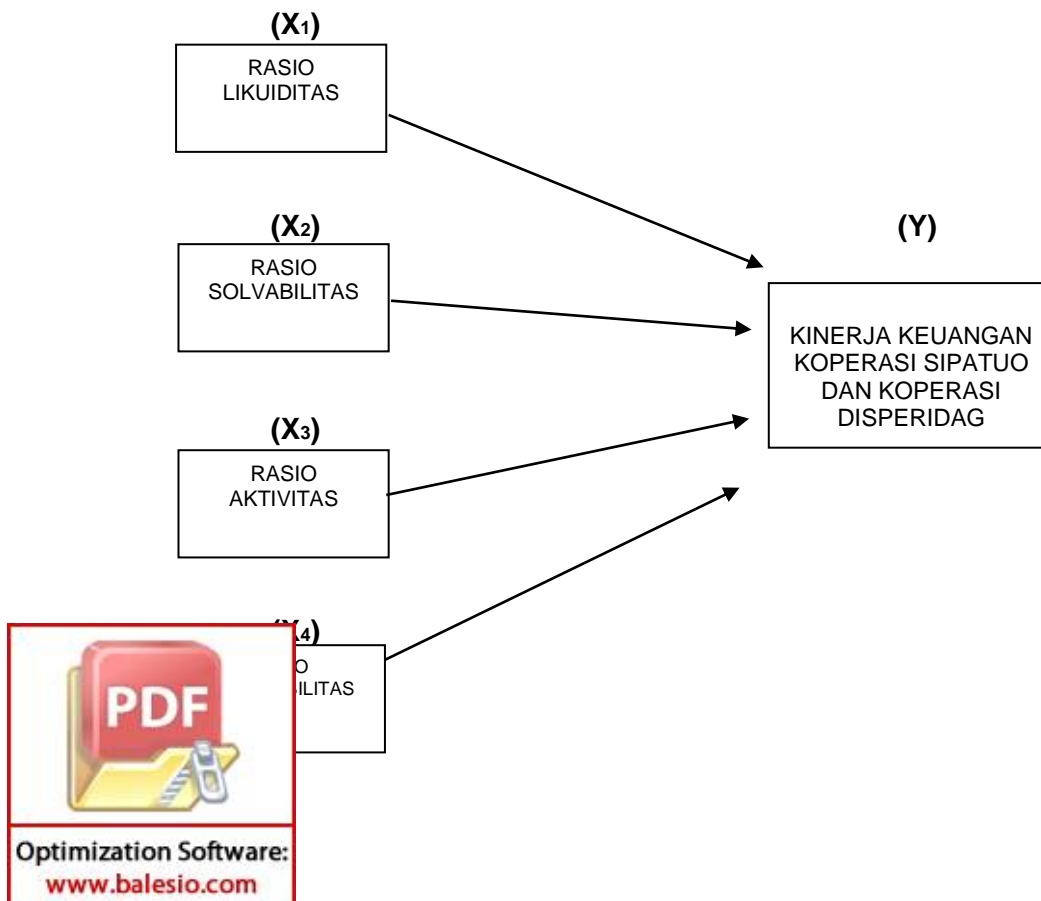 (X1)
RASIO
LIKUIDITAS
(X2)
RASIO
SOLVABILITAS
(X3)
RASIO
AKTIVITAS
(Y)
KINERJA KEUANGAN
KOPERASI SIPATUO
DAN KOPERASI
DISPERIDAG
PDF
Optimization Software:
www.balesio.com